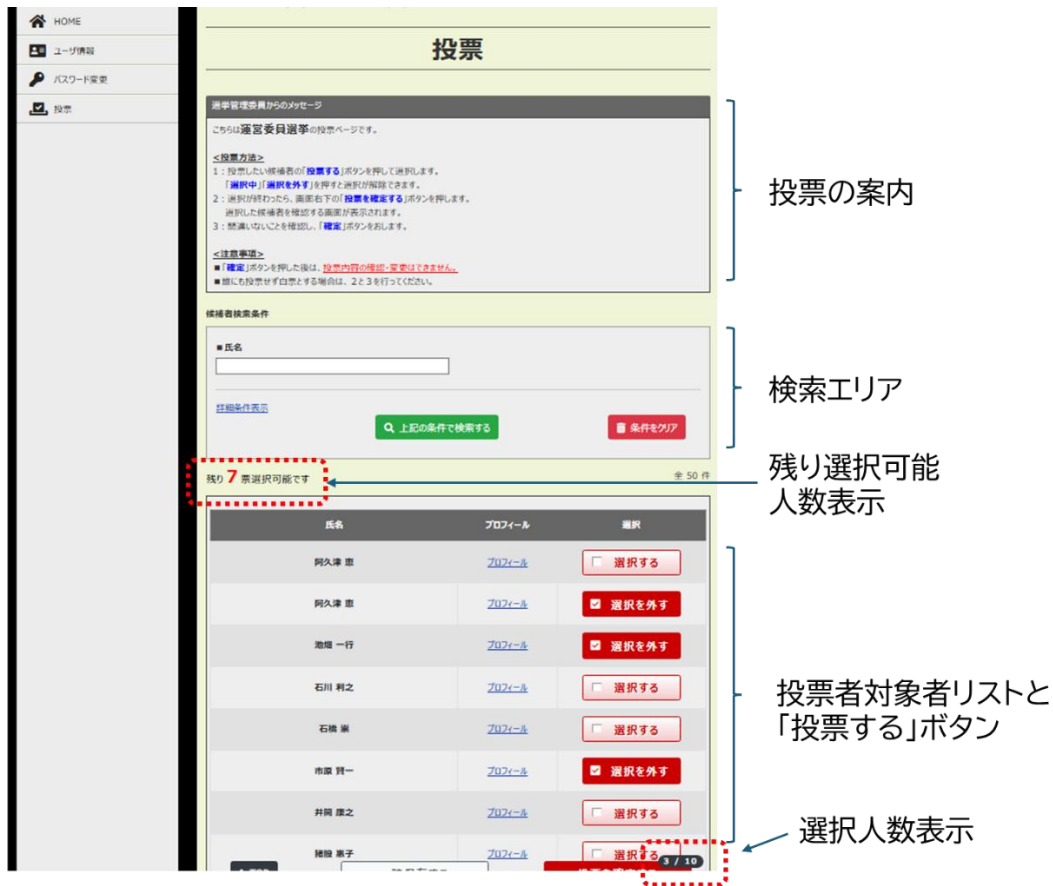 HOME
ユーザ情報
パスワード変更
投票
投票
選挙管理委員からのメッセージ
こちらは運営委員選挙の投票ページです。
<投票方法>
1：投票したい候補者の「投票する」ボタンを押して選択します。
「選択中」「選択を外す」を押すと選択が解除できます。
2：選択が終わったら、画面右下の「投票を確定する」ボタンを押します。
選択した候補者を確認する画面が表示されます。
3：間違いないことを確認し、「確定」ボタンをおします。
<注意事項>
■「確定」ボタンを押した後は、投票内容の確認・変更はできません。
■誰にも投票せず白票とする場合は、2と3を行ってください。
投票の案内
候補者検索条件
■氏名
詳細条件表示
上記の条件で検索する
条件をクリア
検索エリア
残り7票選択可能です
全 50 件
残り選択可能
人数表示
氏名 プロフィール 選択
阿久津 恵 プロフィール 選択する
阿久津 恵 プロフィール 選択を外す
池畑 一行 プロフィール 選択を外す
石川 利之 プロフィール 選択する
石橋 崇 プロフィール 選択する
市原 賢一 プロフィール 選択を外す
井岡 康之 プロフィール 選択する
猪股 惠子 プロフィール 選択する
投票者対象者リストと
「投票する」ボタン
3 / 10
選択人数表示